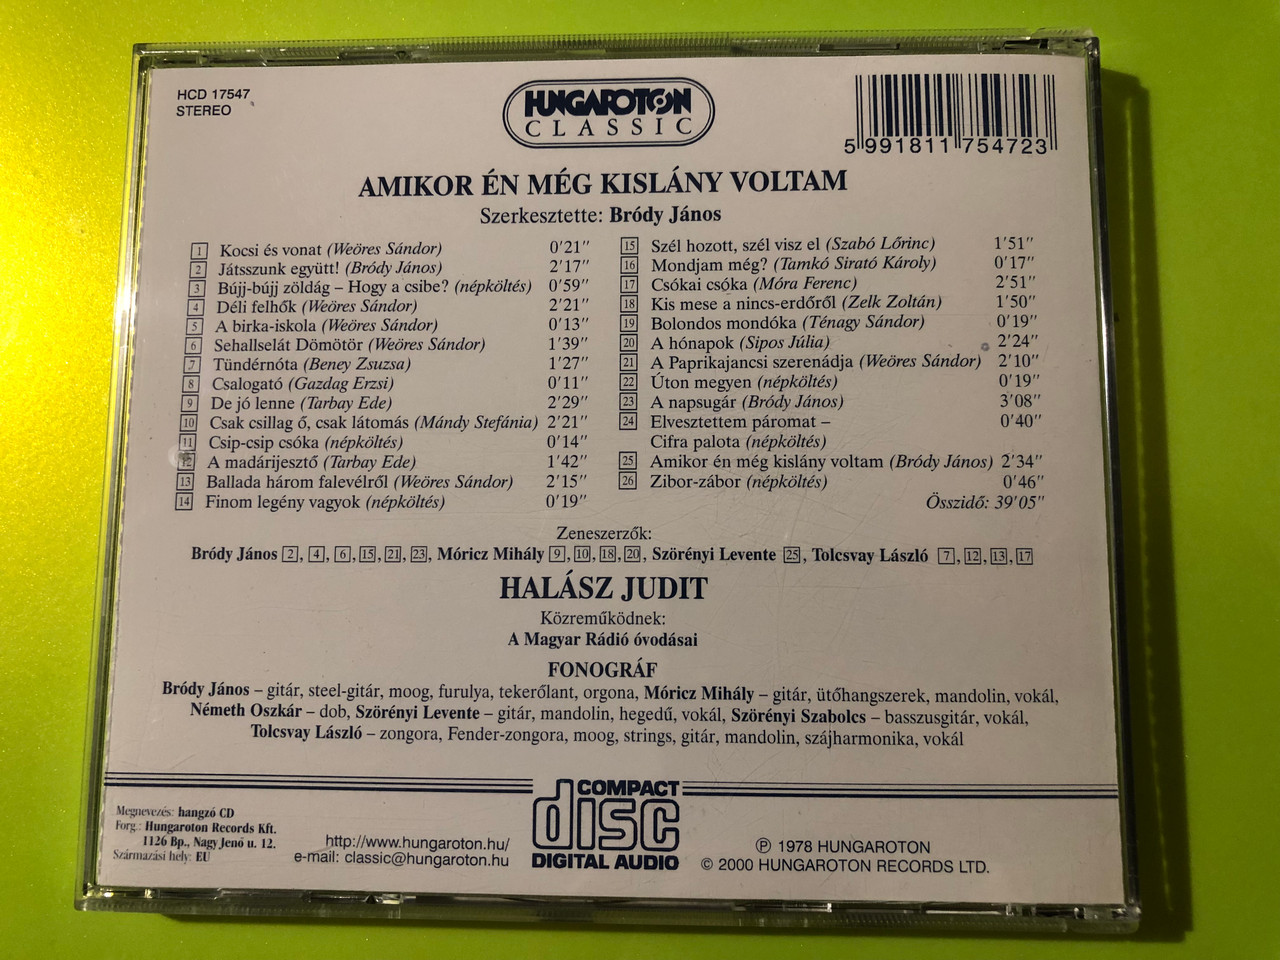 HCD 17547
STEREO
HUNGAROTON
CLASSIC
5 991811 754723
AMIKOR ÉN MÉG KISLÁNY VOLTAM
Szerkesztette: Bródy János
1 Kocsi és vonat (Weöres Sándor) 0'21"
2 Játsszunk együtt! (Bródy János) 2'17"
3 Bújj-bújj zöldág – Hogy a csibe? (népköltés) 0'59"
4 Déli felhők (Weöres Sándor) 2'21"
5 A birka-iskola (Weöres Sándor) 0'13"
6 Sehallselát Dömötör (Weöres Sándor) 1'39"
7 Tündérnóta (Beney Zsuzsa) 1'27"
8 Csalogató (Gazdag Erzsi) 0'11"
9 De jó lenne (Tarbay Ede) 2'29"
10 Csak csillag ő, csak látomás (Mándy Stefánia) 2'21"
11 Csip-csip csóka (népköltés) 0'14"
12 A madárijesztő (Tarbay Ede) 1'42"
13 Ballada három falevélről (Weöres Sándor) 2'15"
14 Finom legény vagyok (népköltés) 0'19"
15 Szél hozott, szél visz el (Szabó Lőrinc) 1'51"
16 Mondjam még? (Tamkó Sirató Károly) 0'17"
17 Csókai csóka (Móra Ferenc) 2'51"
18 Kis mese a nincs-erdőről (Zelk Zoltán) 1'50"
19 Bolondos mondóka (Ténagy Sándor) 0'19"
20 A hónapok (Sipos Júlia) 2'24"
21 A Paprikajancsi szerenádja (Weöres Sándor) 2'10"
22 Úton megyen (népköltés) 0'19"
23 A napsugár (Bródy János) 3'08"
24 Elvesztettem páromat – 0'40"
Cifra palota (népköltés)
25 Amikor én még kislány voltam (Bródy János) 2'34"
26 Zibor-zábor (népköltés) 0'46"
Összidő: 39'05"
Zeneszerzők:
Bródy János 2, 4, 6, 15, 21, 23, Móricz Mihály 9, 10, 18, 20, Szörényi Levente 25, Tolcsvay László 7, 12, 13, 17
HALÁSZ JUDIT
Közreműködnek:
A Magyar Rádió óvodásai
FONOGRÁF
Bródy János – gitár, steel-gitár, moog, furulya, tekerőlant, orgona, Móricz Mihály – gitár, ütőhangszerek, mandolin, vokál,
Németh Oszkár – dob, Szörényi Levente – gitár, mandolin, hegedű, vokál, Szörényi Szabolcs – basszusgitár, vokál,
Tolcsvay László – zongora, Fender-zongora, moog, strings, gitár, mandolin, szájharmonika, vokál
Megnevezés: hangzó CD
Forg.: Hungaroton Records Kft.
1126 Bp., Nagy Jenő u. 12.
Származási hely: EU
http://www.hungaroton.hu/
e-mail: classic@hungaroton.hu
COMPACT
disc
DIGITAL AUDIO
℗ 1978 HUNGAROTON
© 2000 HUNGAROTON RECORDS LTD.